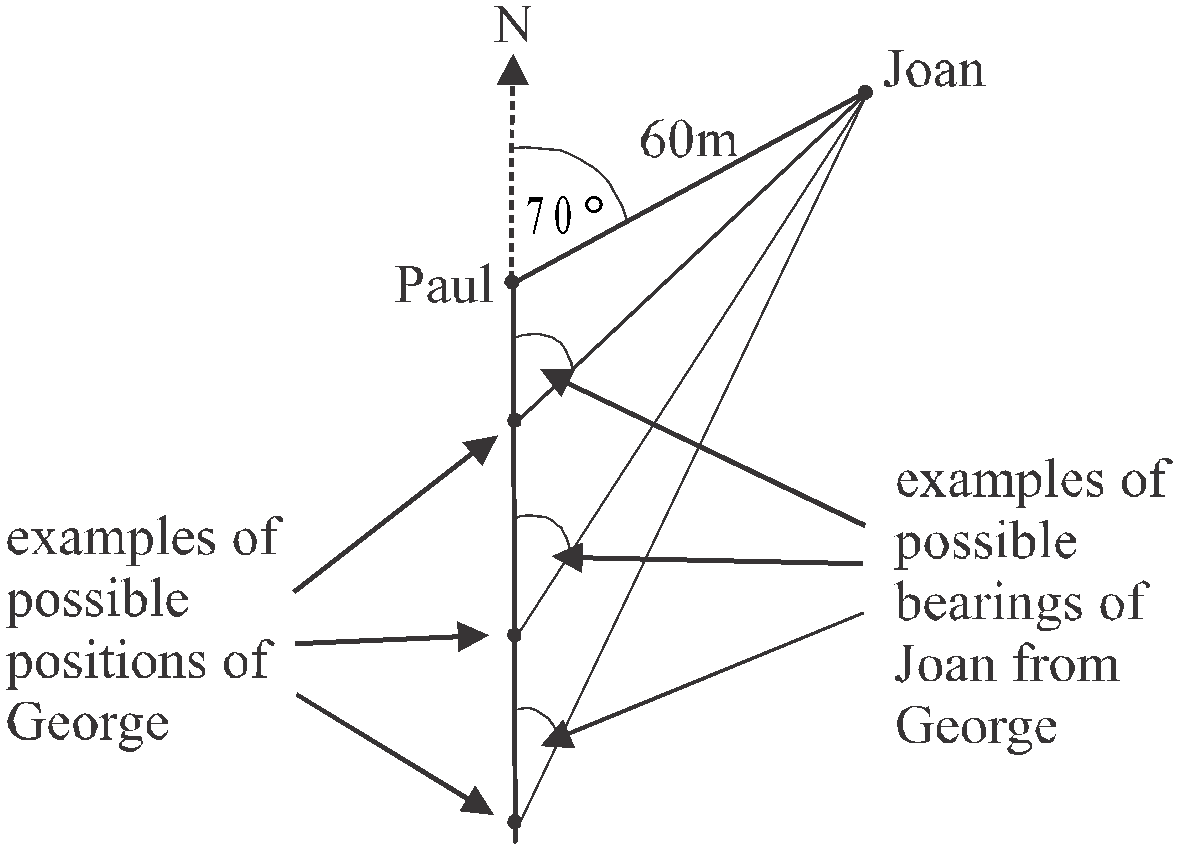 N
Joan
60m
70°
Paul
examples of
possible
positions of
George
examples of
possible
bearings of
Joan from
George